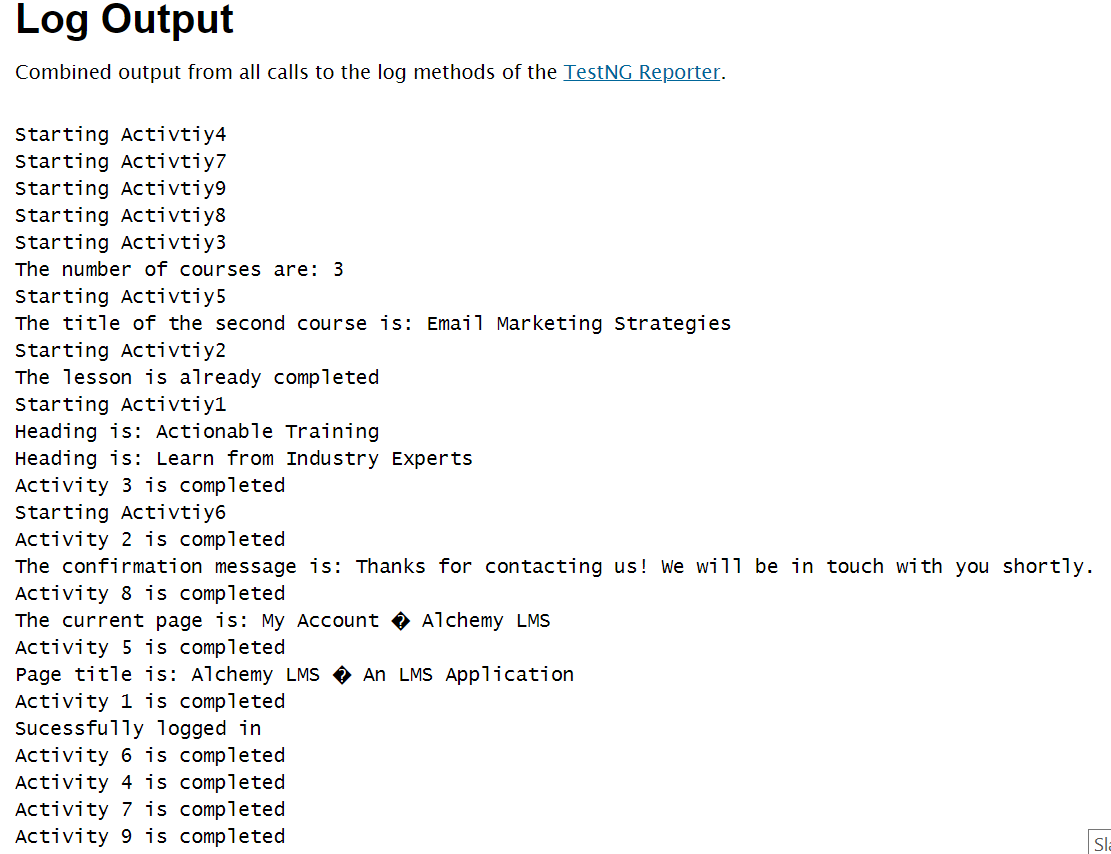 Log Output
Combined output from all calls to the log methods of the TestNG Reporter.
Starting Activtiy4
Starting Activtiy7
Starting Activtiy9
Starting Activtiy8
Starting Activtiy3
The number of courses are: 3
Starting Activtiy5
The title of the second course is: Email Marketing Strategies
Starting Activtiy2
The lesson is already completed
Starting Activtiy1
Heading is: Actionable Training
Heading is: Learn from Industry Experts
Activity 3 is completed
Starting Activtiy6
Activity 2 is completed
The confirmation message is: Thanks for contacting us! We will be in touch with you shortly.
Activity 8 is completed
The current page is: My Account � Alchemy LMS
Activity 5 is completed
Page title is: Alchemy LMS � An LMS Application
Activity 1 is completed
Sucessfully logged in
Activity 6 is completed
Activity 4 is completed
Activity 7 is completed
Activity 9 is completed